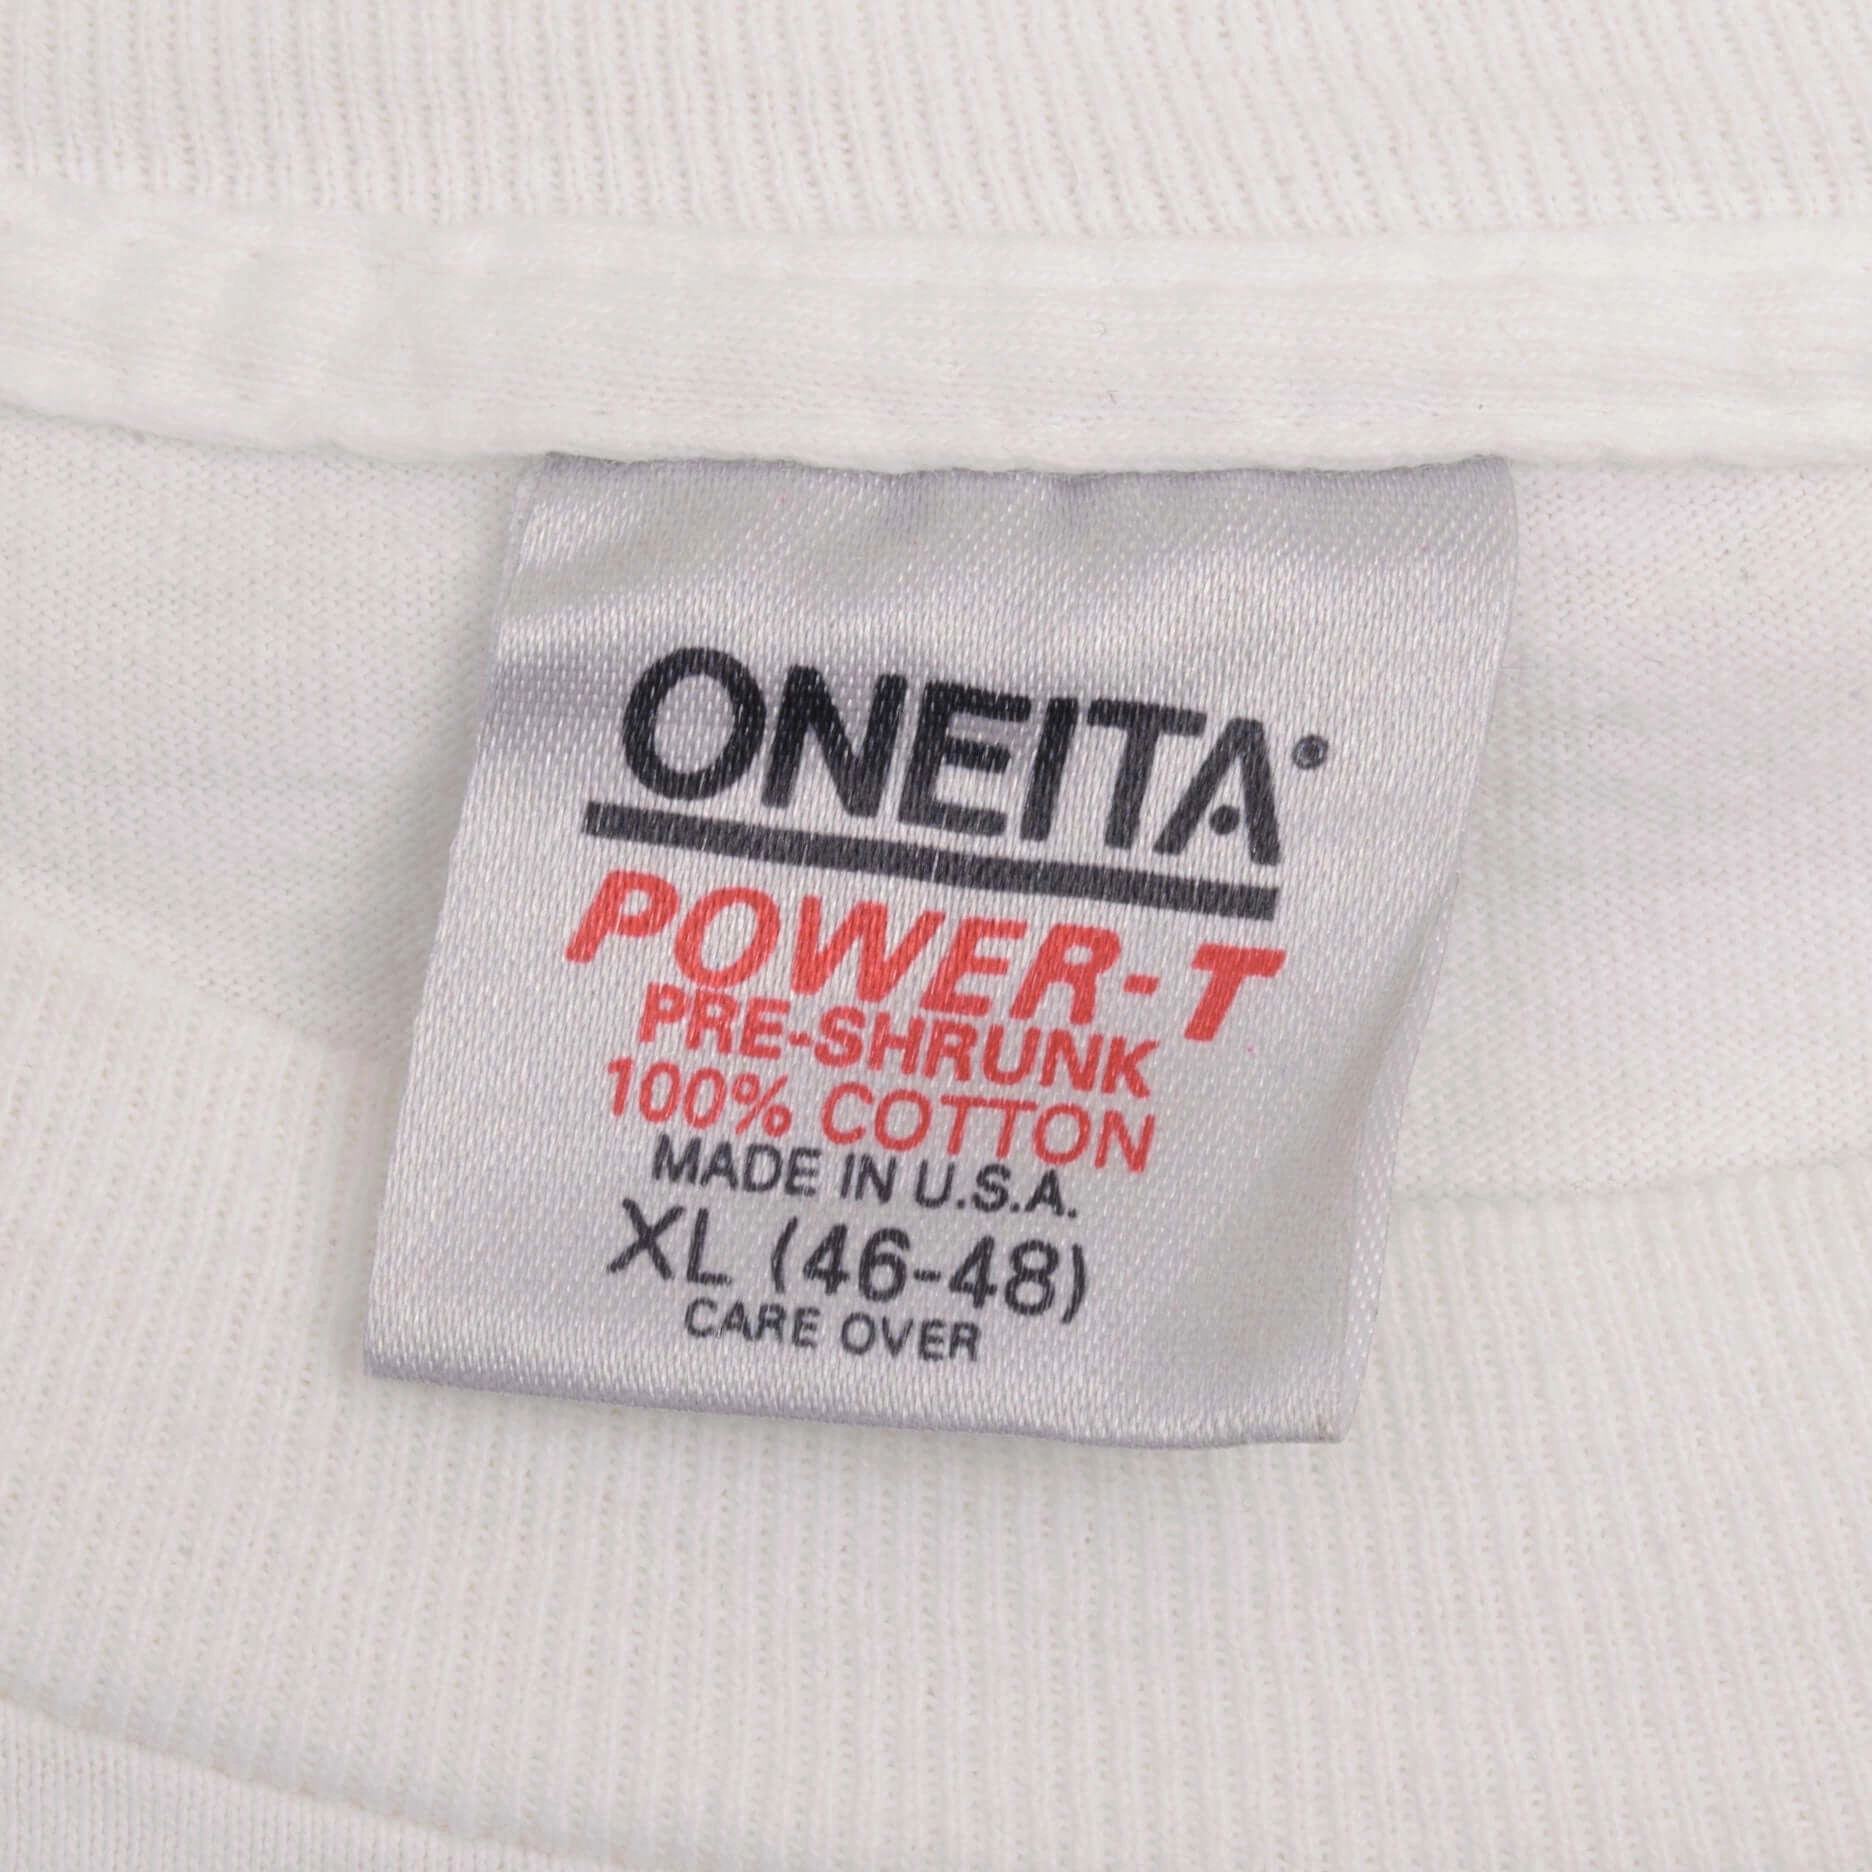 ONEITA®
POWER-T
PRE-SHRUNK
100% COTTON
MADE IN U.S.A.
XL (46-48)
CARE OVER